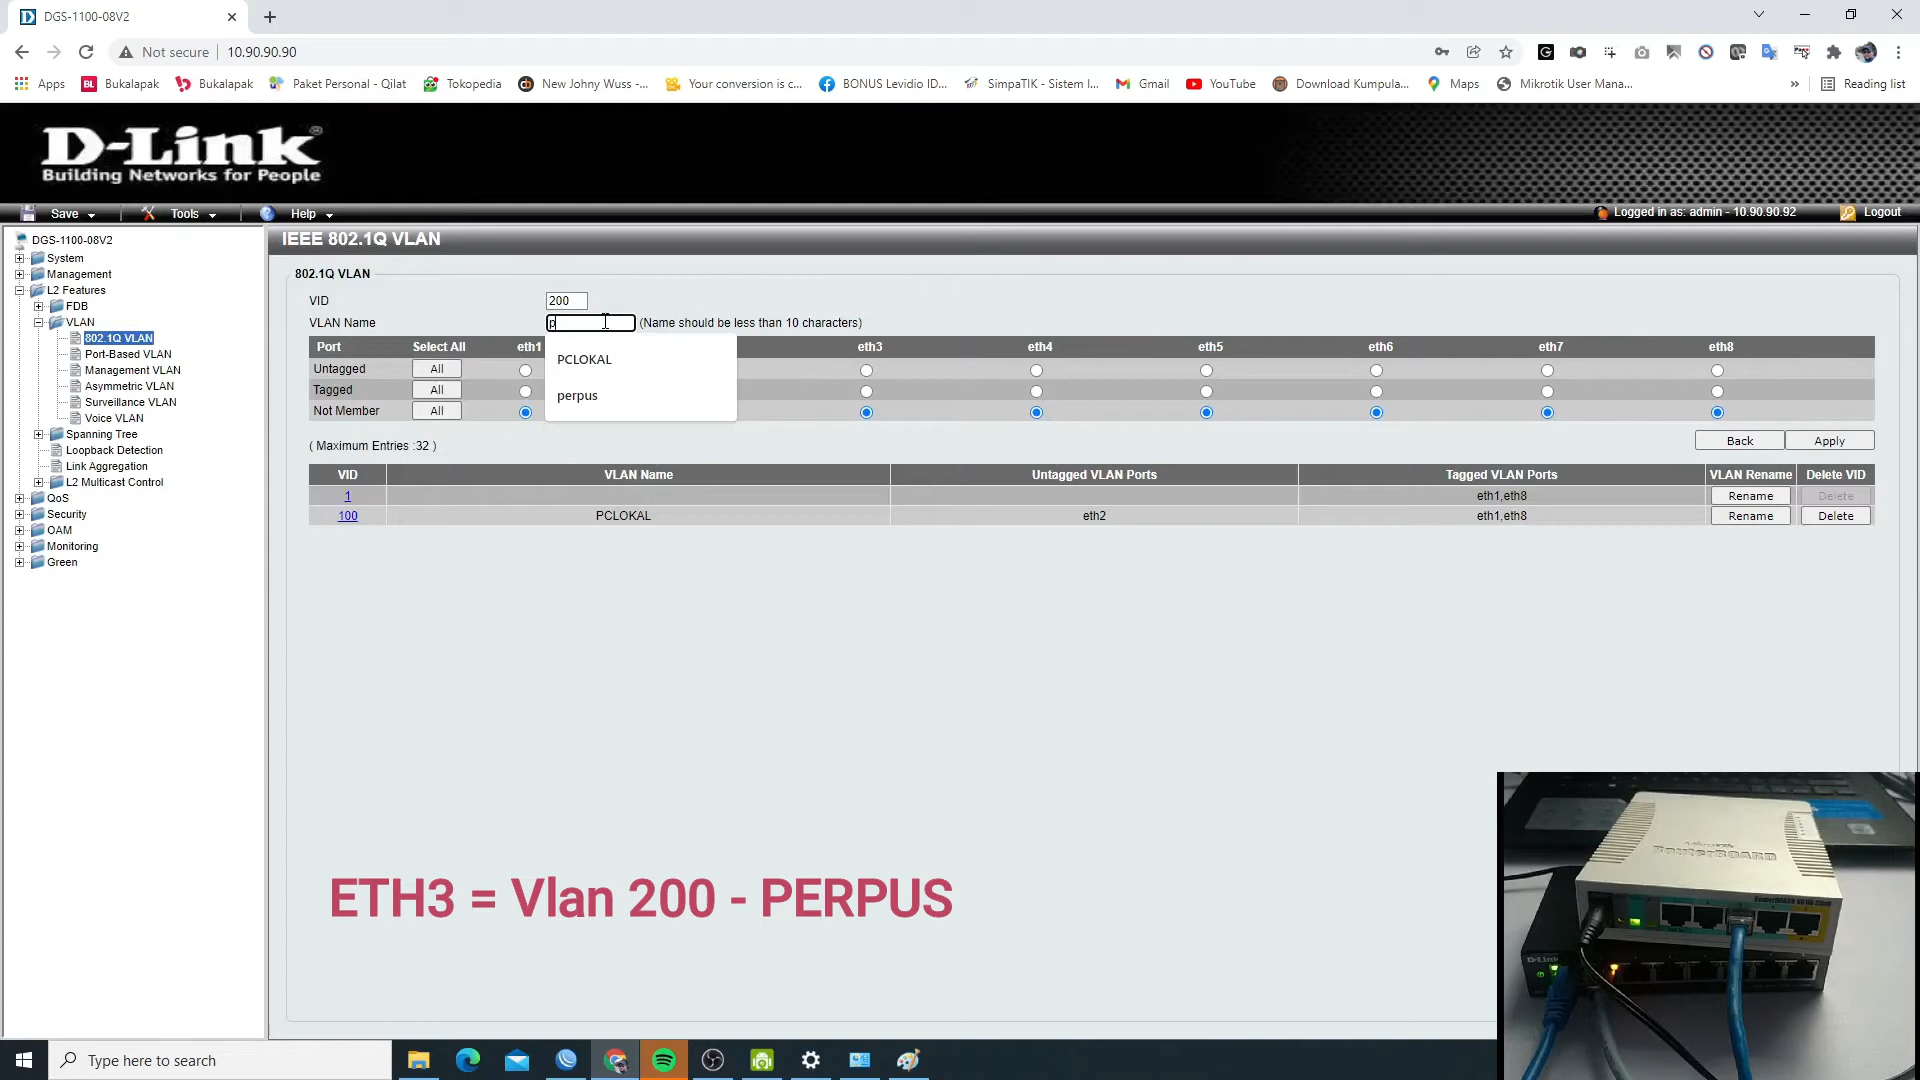 DGS-1100-08V2
Not secure 10.90.90.90
Apps Bukalapak Bukalapak Paket Personal - Qilat Tokopedia New Johny Wuss -... Your conversion is c... BONUS Levidio ID... SimpaTIK - Sistem I... Gmail YouTube Download Kumpula... Maps Mikrotik User Mana... » Reading list
D-Link®
Building Networks for People
Save Tools Help Logged in as: admin - 10.90.90.92 Logout
DGS-1100-08V2
System
Management
L2 Features
FDB
VLAN
802.1Q VLAN
Port-Based VLAN
Management VLAN
Asymmetric VLAN
Surveillance VLAN
Voice VLAN
Spanning Tree
Loopback Detection
Link Aggregation
L2 Multicast Control
QoS
Security
OAM
Monitoring
Green
IEEE 802.1Q VLAN
802.1Q VLAN
VID 200
VLAN Name p (Name should be less than 10 characters)
Port Select All eth1 eth3 eth4 eth5 eth6 eth7 eth8
Untagged All
Tagged All
Not Member All
PCLOKAL
perpus
( Maximum Entries :32 ) Back Apply
VID VLAN Name Untagged VLAN Ports Tagged VLAN Ports VLAN Rename Delete VID
1 eth1,eth8 Rename Delete
100 PCLOKAL eth2 eth1,eth8 Rename Delete
ETH3 = Vlan 200 - PERPUS
RouterBOARD
D-Link
Type here to search